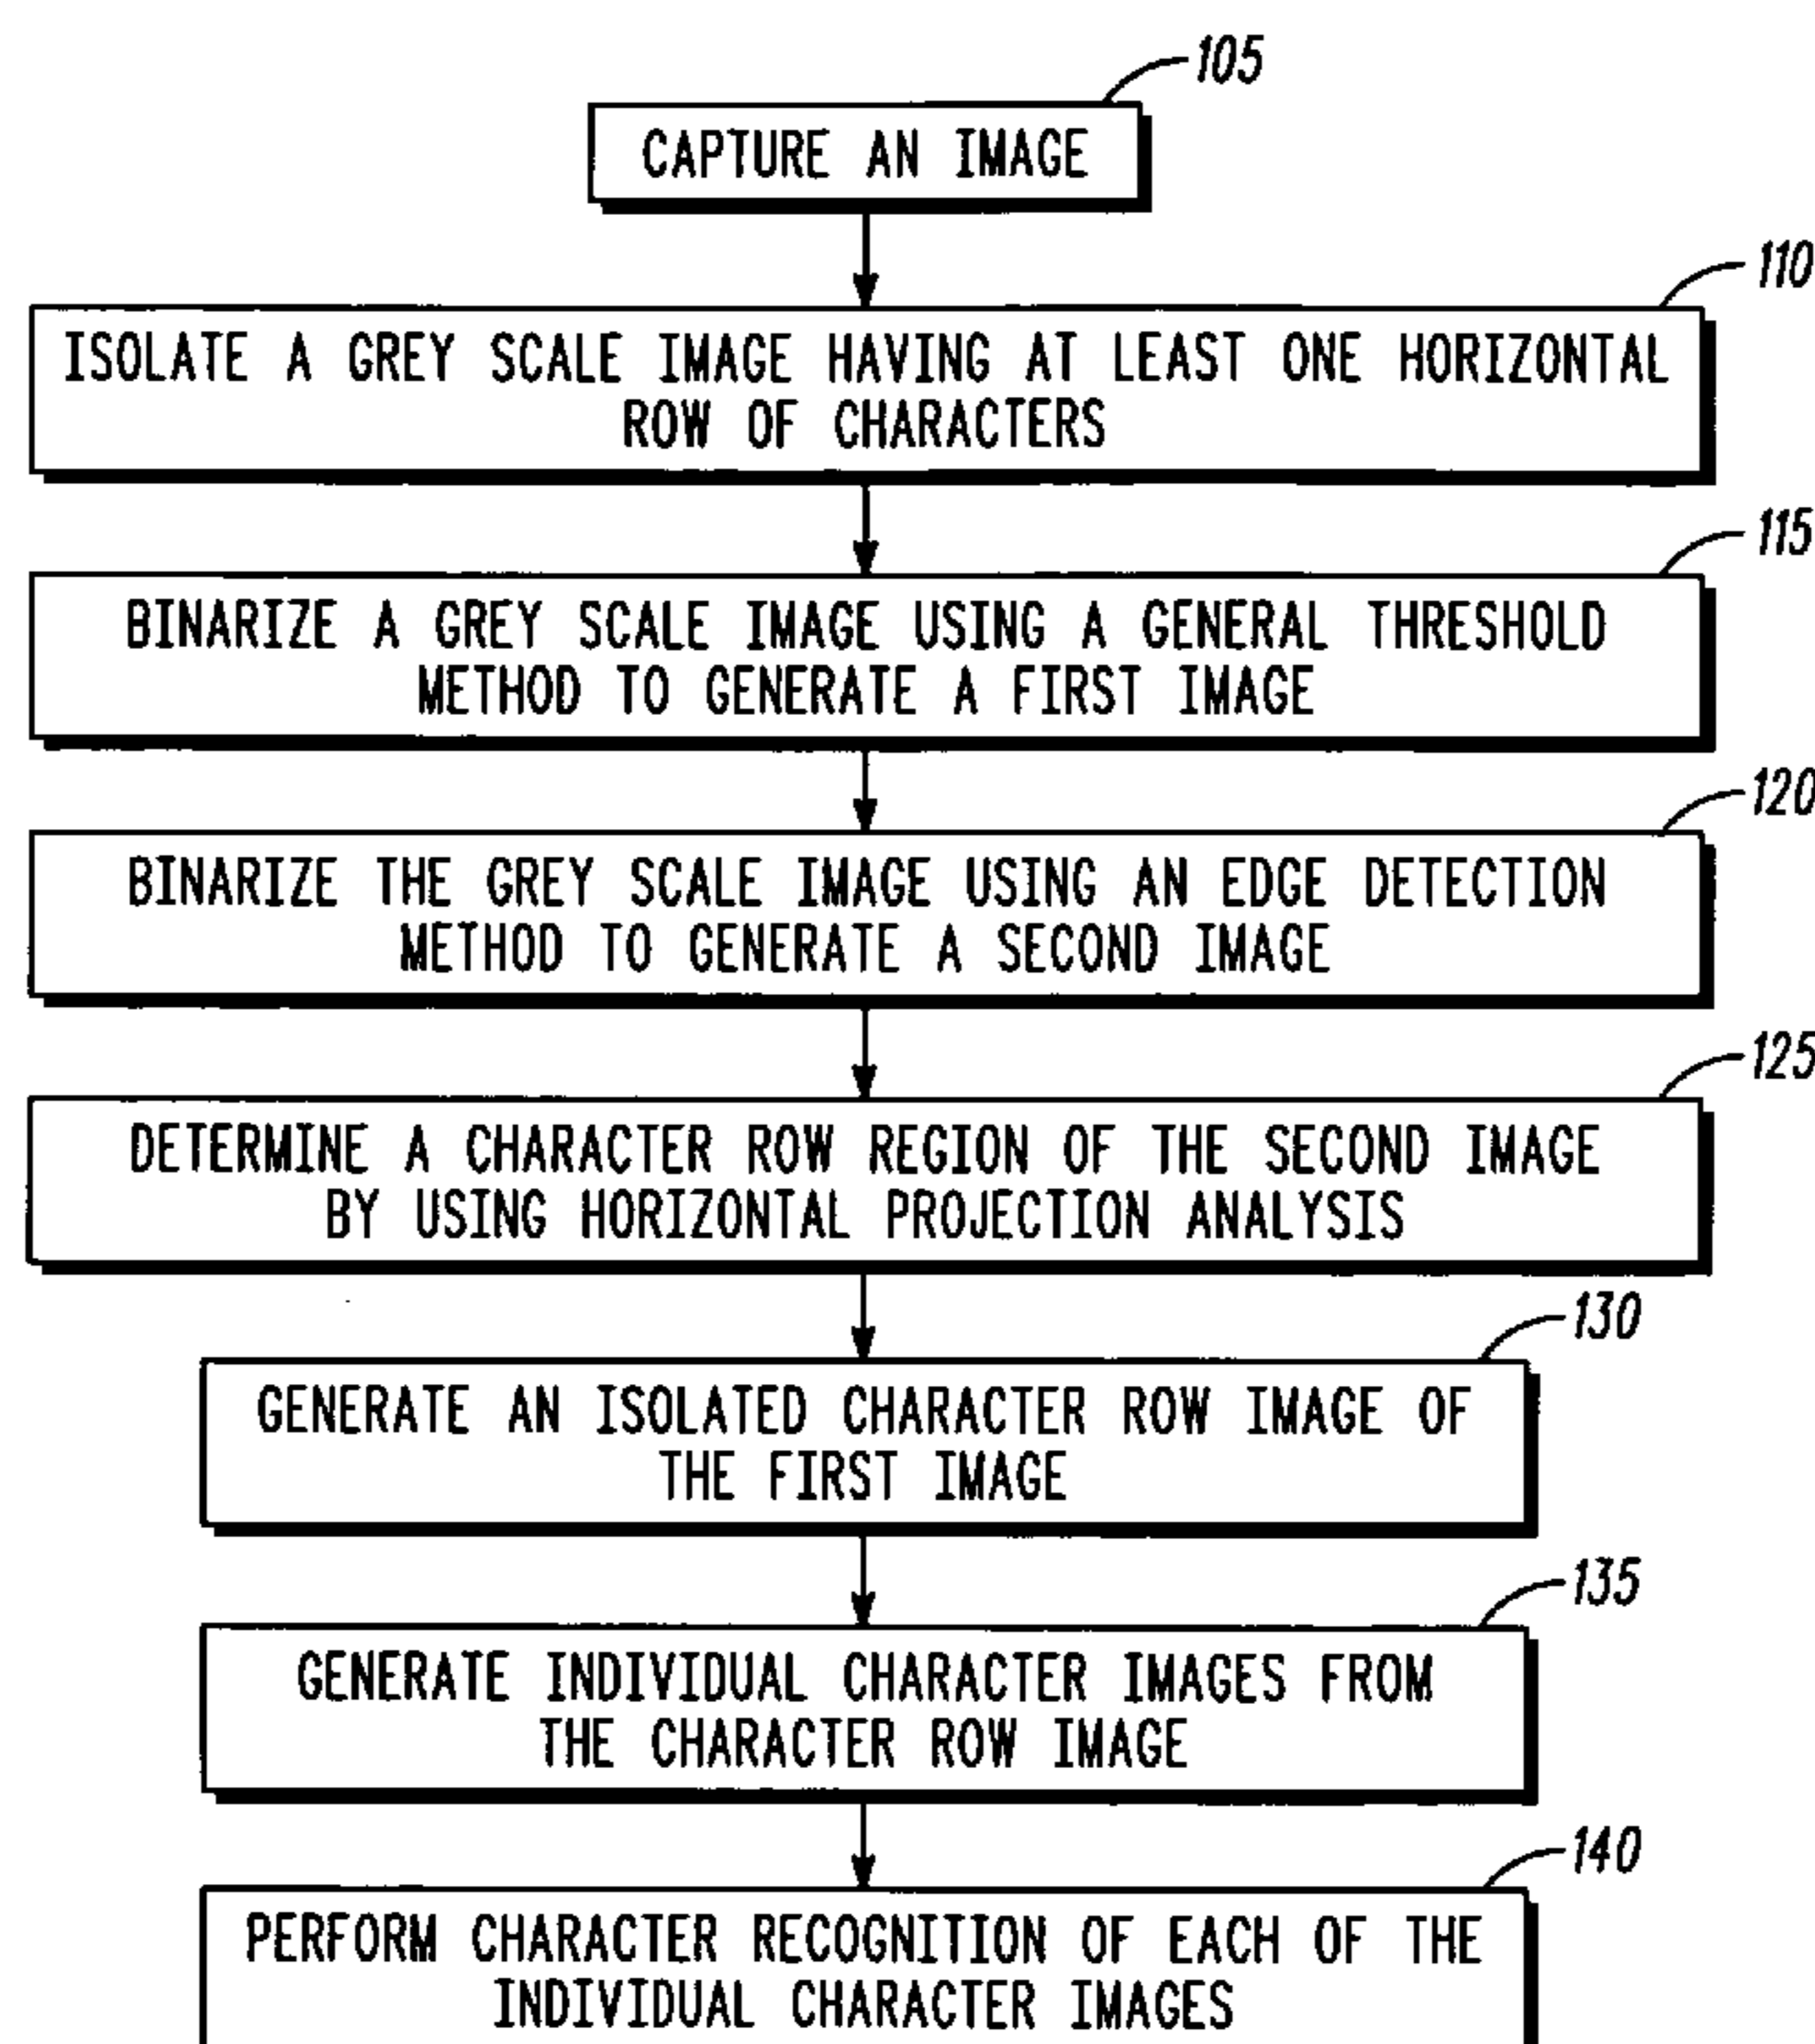 105
CAPTURE AN IMAGE
110
ISOLATE A GREY SCALE IMAGE HAVING AT LEAST ONE HORIZONTAL
ROW OF CHARACTERS
115
BINARIZE A GREY SCALE IMAGE USING A GENERAL THRESHOLD
METHOD TO GENERATE A FIRST IMAGE
120
BINARIZE THE GREY SCALE IMAGE USING AN EDGE DETECTION
METHOD TO GENERATE A SECOND IMAGE
125
DETERMINE A CHARACTER ROW REGION OF THE SECOND IMAGE
BY USING HORIZONTAL PROJECTION ANALYSIS
130
GENERATE AN ISOLATED CHARACTER ROW IMAGE OF
THE FIRST IMAGE
135
GENERATE INDIVIDUAL CHARACTER IMAGES FROM
THE CHARACTER ROW IMAGE
140
PERFORM CHARACTER RECOGNITION OF EACH OF THE
INDIVIDUAL CHARACTER IMAGES